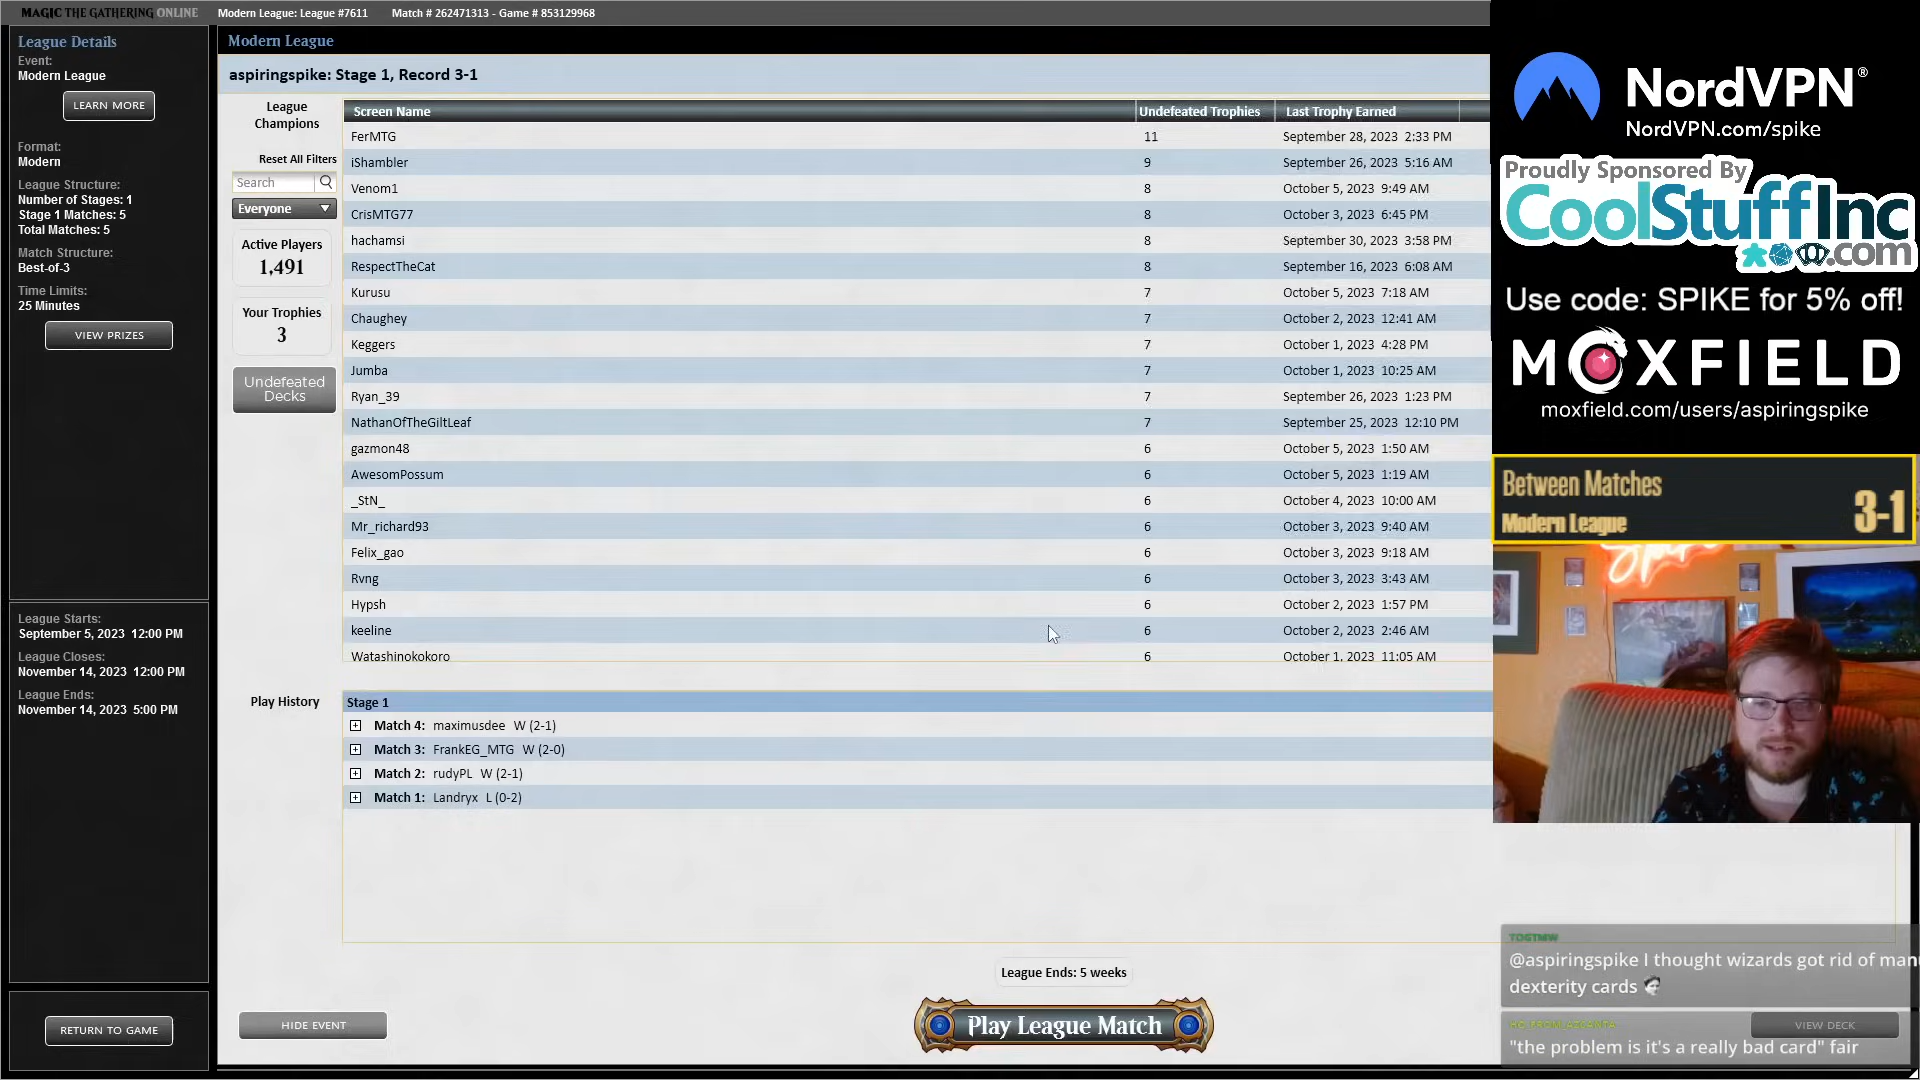 MAGIC THE GATHERING ONLINE
Modern League: League #7611 Match # 262471313 - Game # 853129968
League Details
Event:
Modern League
LEARN MORE
Format:
Modern
League Structure:
Number of Stages: 1
Stage 1 Matches: 5
Total Matches: 5
Match Structure:
Best-of-3
Time Limits:
25 Minutes
VIEW PRIZES
League Starts:
September 5, 2023 12:00 PM
League Closes:
November 14, 2023 12:00 PM
League Ends:
November 14, 2023 5:00 PM
RETURN TO GAME
Modern League
aspiringspike: Stage 1, Record 3-1
League
Champions
Reset All Filters
Search
Everyone
Active Players
1,491
Your Trophies
3
Undefeated
Decks
Screen Name Undefeated Trophies Last Trophy Earned
FerMTG 11 September 28, 2023 2:33 PM
iShambler 9 September 26, 2023 5:16 AM
Venom1 8 October 5, 2023 9:49 AM
CrisMTG77 8 October 3, 2023 6:45 PM
hachamsi 8 September 30, 2023 3:58 PM
RespectTheCat 8 September 16, 2023 6:08 AM
Kurusu 7 October 5, 2023 7:18 AM
Chaughey 7 October 2, 2023 12:41 AM
Keggers 7 October 1, 2023 4:28 PM
Jumba 7 October 1, 2023 10:25 AM
Ryan_39 7 September 26, 2023 1:23 PM
NathanOfTheGiltLeaf 7 September 25, 2023 12:10 PM
gazmon48 6 October 5, 2023 1:50 AM
AwesomPossum 6 October 5, 2023 1:19 AM
_StN_ 6 October 4, 2023 10:00 AM
Mr_richard93 6 October 3, 2023 9:40 AM
Felix_gao 6 October 3, 2023 9:18 AM
Rvng 6 October 3, 2023 3:43 AM
Hypsh 6 October 2, 2023 1:57 PM
keeline 6 October 2, 2023 2:46 AM
Watashinokokoro 6 October 1, 2023 11:05 AM
Play History
Stage 1
Match 4: maximusdee W (2-1)
Match 3: FrankEG_MTG W (2-0)
Match 2: rudyPL W (2-1)
Match 1: Landryx L (0-2)
League Ends: 5 weeks
HIDE EVENT
Play League Match
NordVPN®
NordVPN.com/spike
Proudly Sponsored By
CoolStuffInc
.com
Use code: SPIKE for 5% off!
MOXFIELD
moxfield.com/users/aspiringspike
Between Matches
Modern League
3-1
TOGTMW
@aspiringspike I thought wizards got rid of manu
dexterity cards
VIEW DECK
"the problem is it's a really bad card" fair